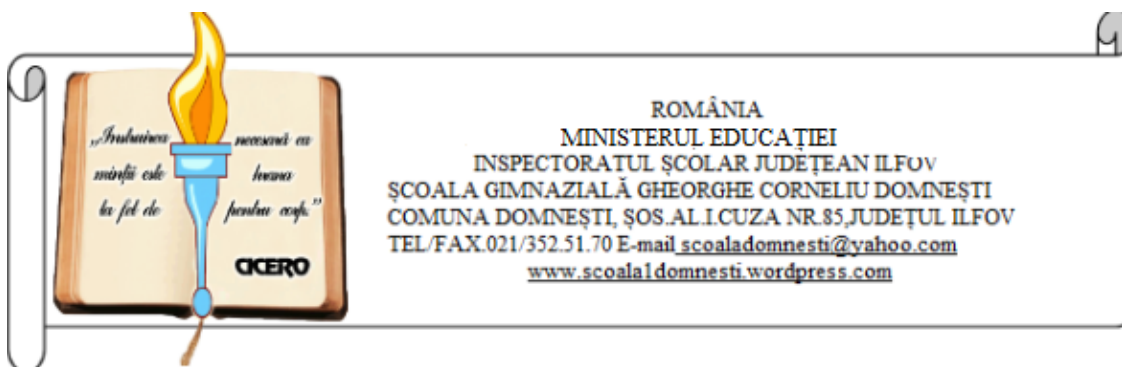 „Instruirea necesară ca
minții este hrana
la fel de pentru corp.”
CICERO
ROMÂNIA
MINISTERUL EDUCAȚIEI
INSPECTORATUL ȘCOLAR JUDEȚEAN ILFOV
ȘCOALA GIMNAZIALĂ GHEORGHE CORNELIU DOMNEȘTI
COMUNA DOMNEȘTI, ȘOS.AL.I.CUZA NR.85,JUDEȚUL ILFOV
TEL/FAX.021/352.51.70 E-mail scoaladomnesti@yahoo.com
www.scoala1domnesti.wordpress.com